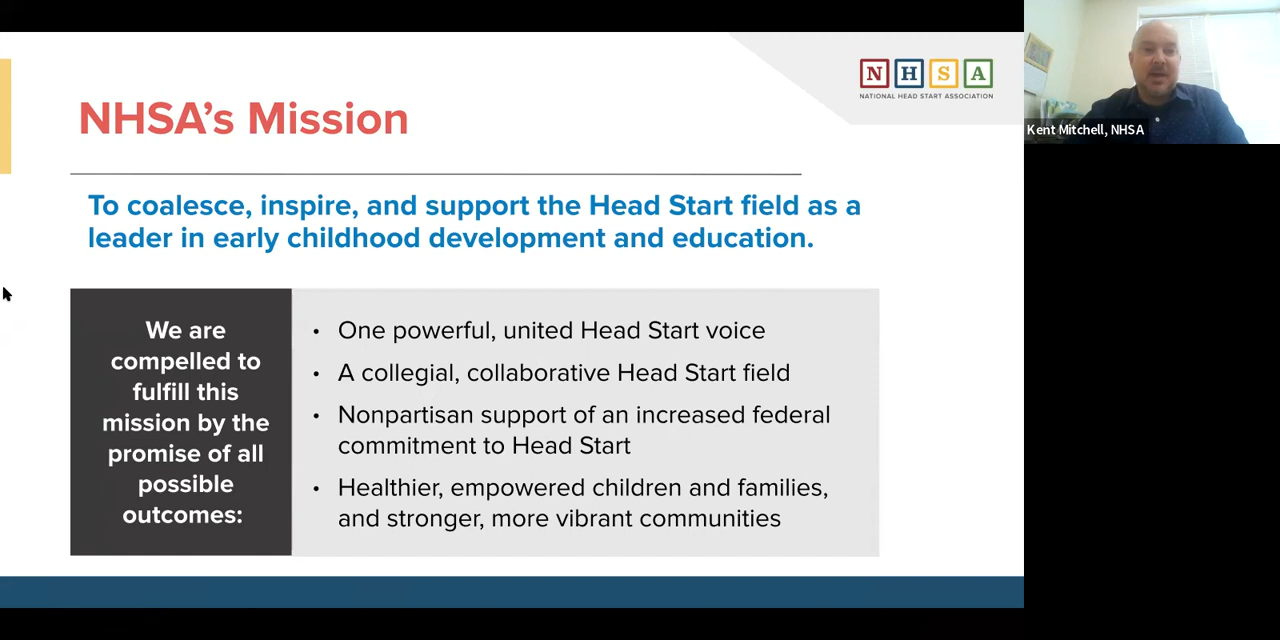 NHSA
NATIONAL HEAD START ASSOCIATION
NHSA's Mission
To coalesce, inspire, and support the Head Start field as a
leader in early childhood development and education.
We are
compelled to
fulfill this
mission by the
promise of all
possible
outcomes:
• One powerful, united Head Start voice
• A collegial, collaborative Head Start field
• Nonpartisan support of an increased federal
commitment to Head Start
• Healthier, empowered children and families,
and stronger, more vibrant communities
Kent Mitchell, NHSA